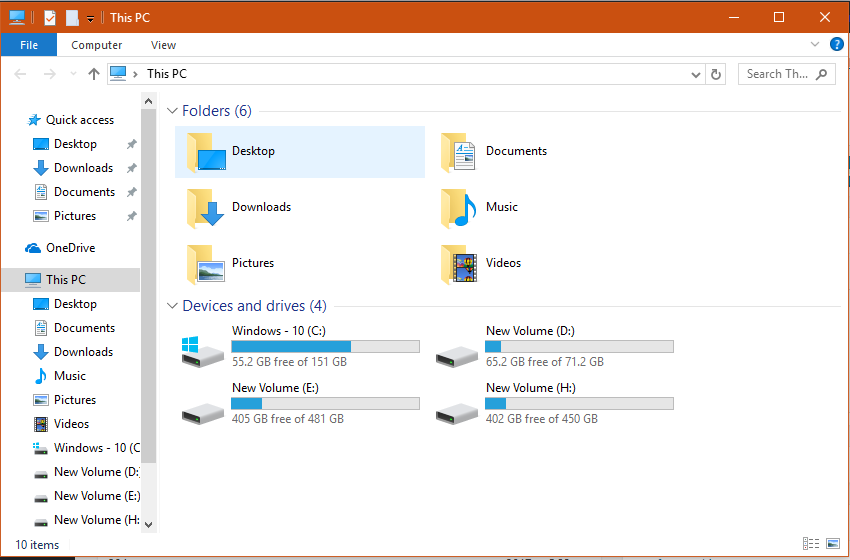 This PC
File Computer View
This PC
Search Th...
Quick access
Desktop
Downloads
Documents
Pictures
OneDrive
This PC
Desktop
Documents
Downloads
Music
Pictures
Videos
Windows - 10 (C
New Volume (D:
New Volume (E:)
New Volume (H:
Folders (6)
Desktop
Documents
Downloads
Music
Pictures
Videos
Devices and drives (4)
Windows - 10 (C:)
55.2 GB free of 151 GB
New Volume (D:)
65.2 GB free of 71.2 GB
New Volume (E:)
405 GB free of 481 GB
New Volume (H:)
402 GB free of 450 GB
10 items